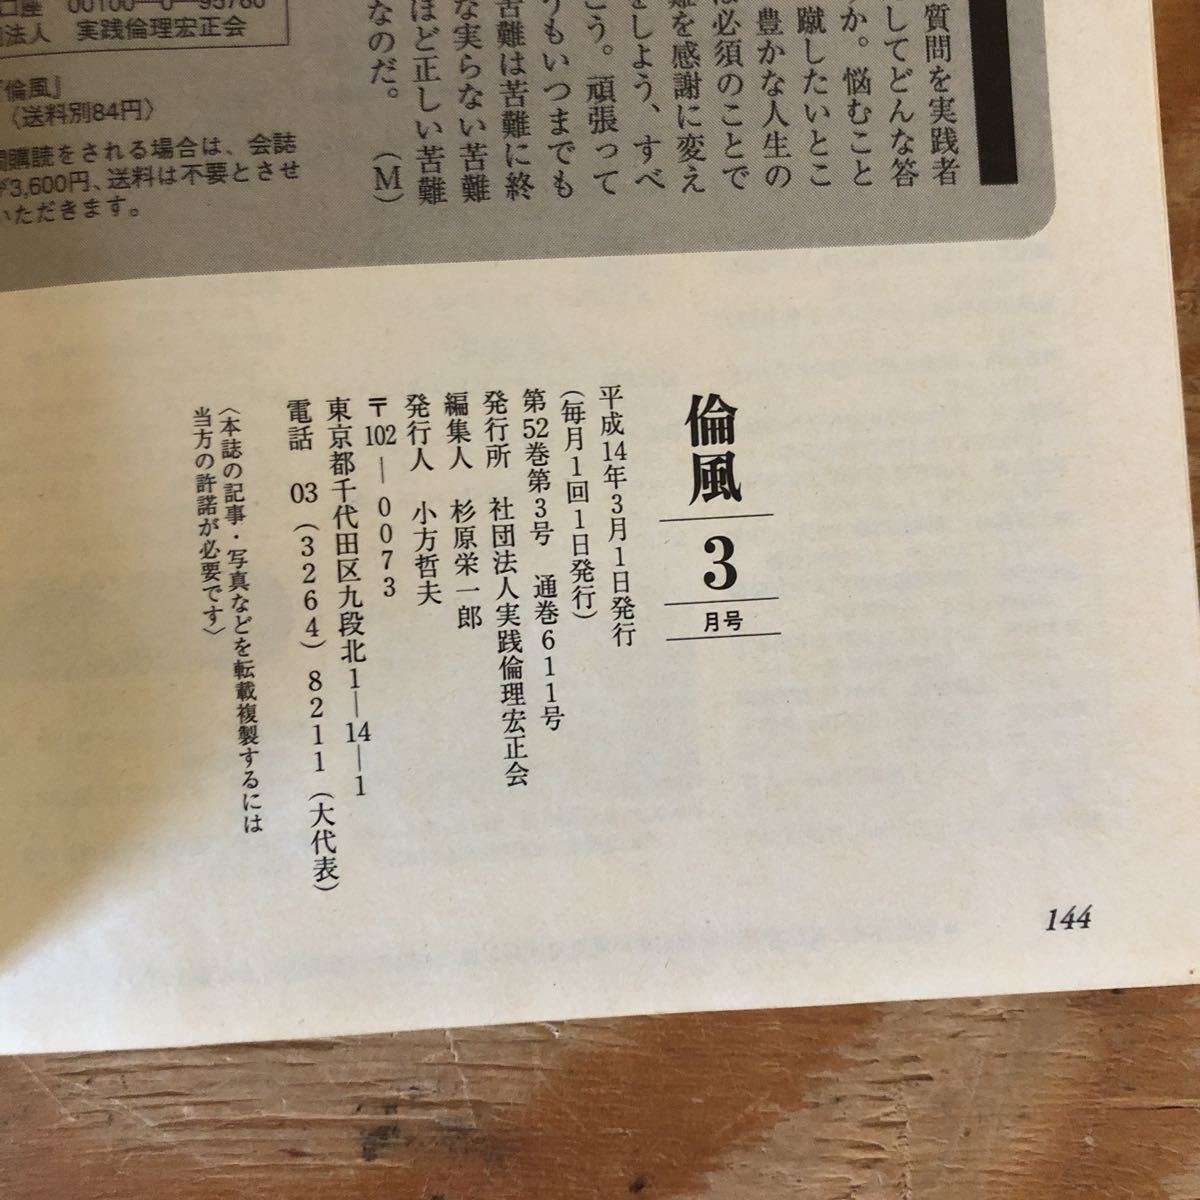 質問を実践者
してどんな答
か。悩むこと
蹴したいとこ
豊かな人生の
必須のことで
難を感謝に変え
をしよう、すべ
こう。頑張って
りもいつまでも
苦難は苦難に終
な実らない苦難
ほど正しい苦難
なのだ。 (M)
口座 00100―0―95780
法人 実践倫理宏正会
『倫風』
〈送料別84円〉
購読をされる場合は、会誌
3,600円、送料は不要とさせ
いただきます。
倫風 3月号
平成14年3月1日発行
(毎月1回1日発行)
第52巻第3号 通巻611号
発行所 社団法人実践倫理宏正会
編集人 杉原栄一郎
発行人 小方哲夫
〒102―0073
東京都千代田区九段北1―14―1
電話 03(3264)8211(大代表)
〈本誌の記事・写真などを転載複製するには
当方の許諾が必要です〉
144